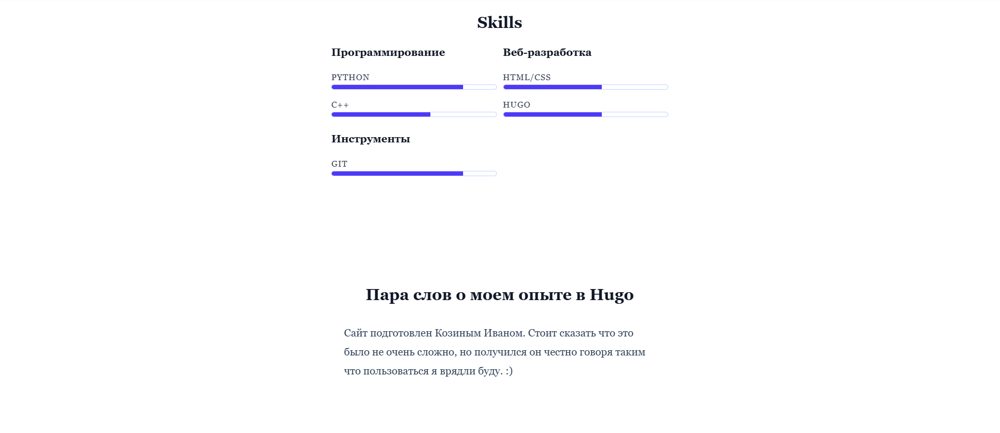 Skills
Программирование
PYTHON
C++
Веб-разработка
HTML/CSS
HUGO
Инструменты
GIT
Пара слов о моем опыте в Hugo
Сайт подготовлен Козиным Иваном. Стоит сказать что это
было не очень сложно, но получился он честно говоря таким
что пользоваться я врядли буду. :)